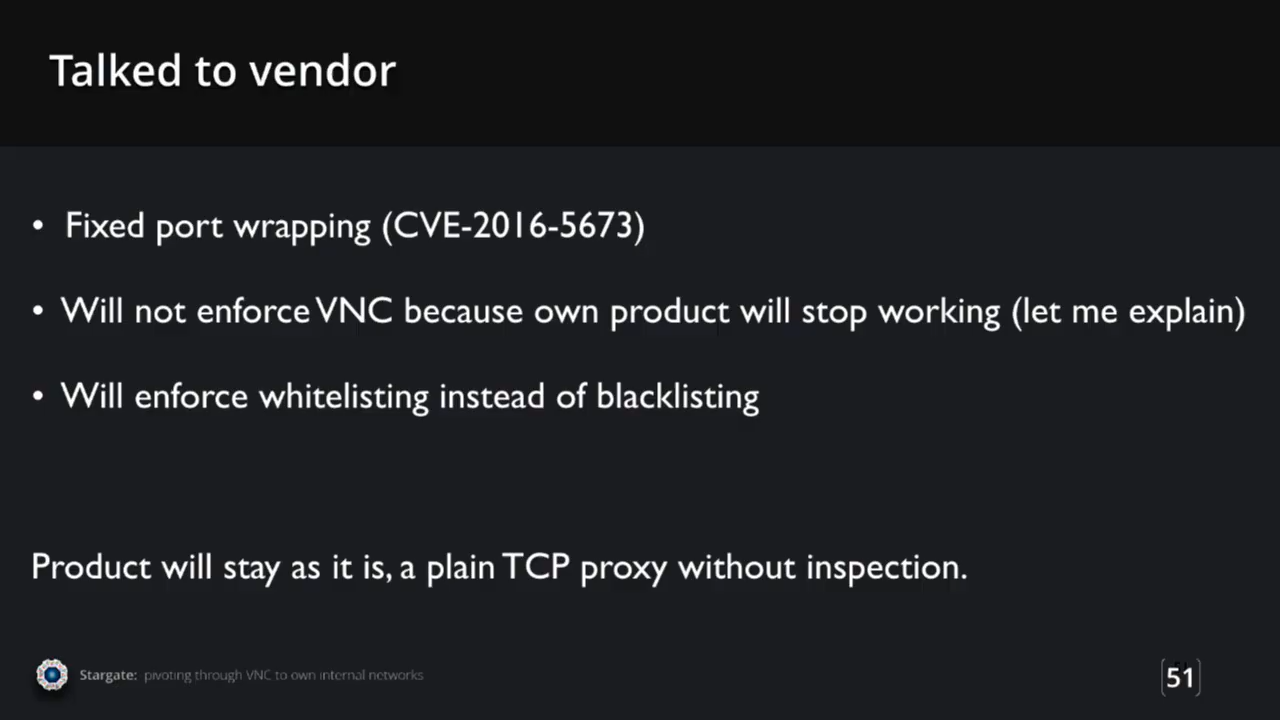 Talked to vendor
• Fixed port wrapping (CVE-2016-5673)
• Will not enforce VNC because own product will stop working (let me explain)
• Will enforce whitelisting instead of blacklisting
Product will stay as it is, a plain TCP proxy without inspection.
Stargate: pivoting through VNC to own internal networks
51